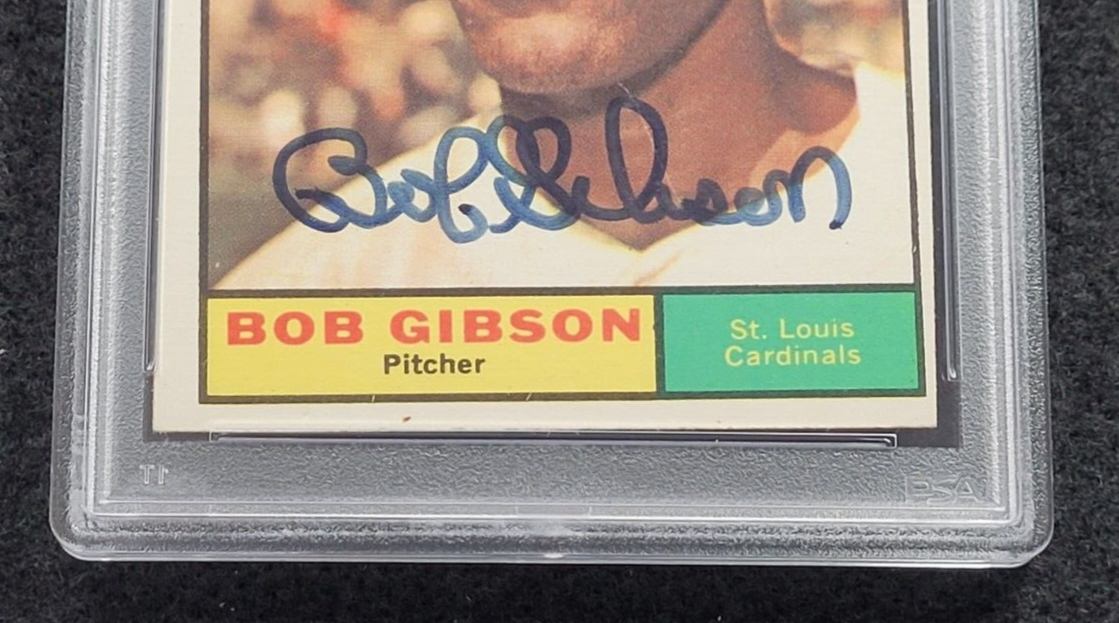 Bob Gibson
BOB GIBSON
Pitcher
St. Louis
Cardinals
PSA